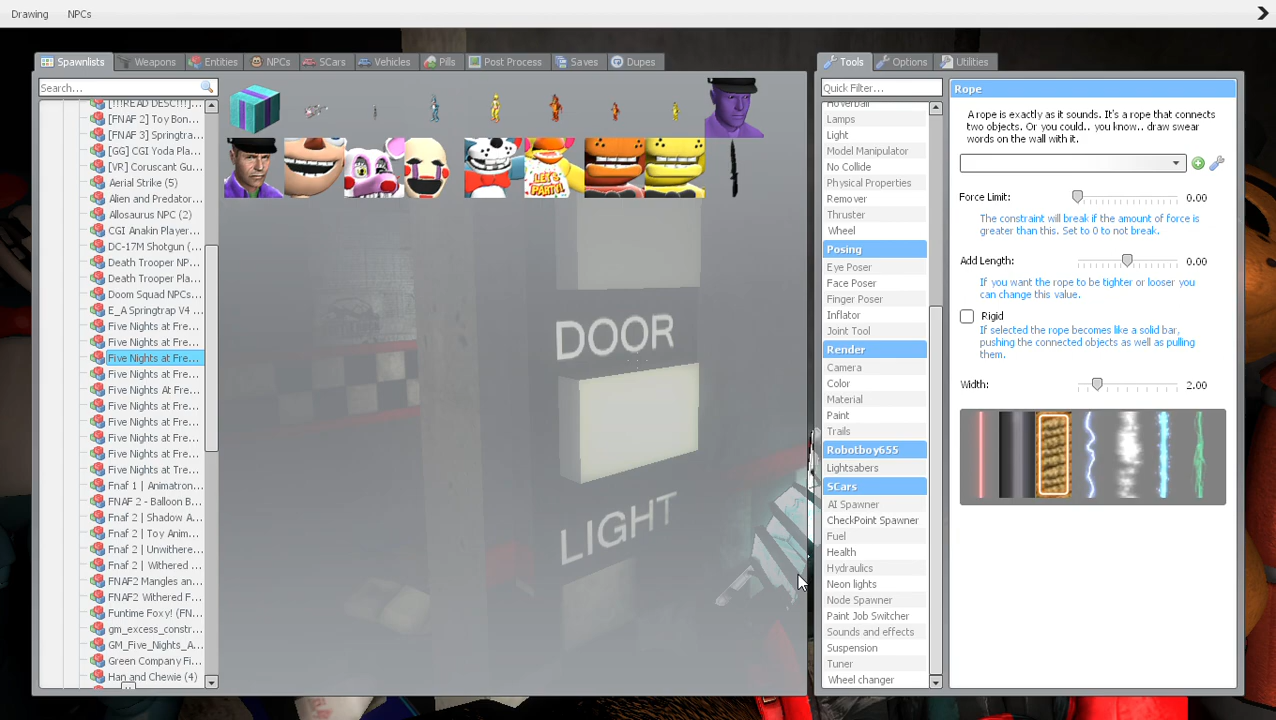 Drawing NPCs
Spawnlists Weapons Entities NPCs SCars Vehicles Pills Post Process Saves Dupes
Search...
[!!!READ DESC!!!]...
[FNAF 2] Toy Bon...
[FNAF 3] Springtra...
[GG] CGI Yoda Pla...
[VR] Coruscant Gu...
Aerial Strike (5)
Alien and Predator...
Allosaurus NPC (2)
CGI Anakin Player...
DC-17M Shotgun (...
Death Trooper NP...
Death Trooper Pla...
Doom Squad NPCs...
E_A Springtrap V4 ...
Five Nights at Fre...
Five Nights at Fre...
Five Nights at Fre...
Five Nights at Fre...
Five Nights At Fre...
Five Nights at Fre...
Five Nights at Fre...
Five Nights at Fre...
Five Nights at Fre...
Five Nights at Tre...
Fnaf 1 | Animatron...
FNAF 2 - Balloon B...
Fnaf 2 | Shadow A...
Fnaf 2 | Toy Anim...
Fnaf 2 | Unwithere...
Fnaf 2 | Withered ...
FNAF2 Mangles an...
FNAF2 Withered F...
Funtime Foxy! (FN...
gm_excess_constr...
GM_Five_Nights_A...
Green Company Fi...
Han and Chewie (4)
LET'S PARTY!
DOOR
LIGHT
Tools Options Utilities
Quick Filter...
Hoverball
Lamps
Light
Model Manipulator
No Collide
Physical Properties
Remover
Thruster
Wheel
Posing
Eye Poser
Face Poser
Finger Poser
Inflator
Joint Tool
Render
Camera
Color
Material
Paint
Trails
Robotboy655
Lightsabers
SCars
AI Spawner
CheckPoint Spawner
Fuel
Health
Hydraulics
Neon lights
Node Spawner
Paint Job Switcher
Sounds and effects
Suspension
Tuner
Wheel changer
Rope
A rope is exactly as it sounds. It's a rope that connects
two objects. Or you could.. you know.. draw swear
words on the wall with it.
Force Limit: 0.00
The constraint will break if the amount of force is
greater than this. Set to 0 to not break.
Add Length: 0.00
If you want the rope to be tighter or looser you
can change this value.
Rigid
If selected the rope becomes like a solid bar,
pushing the connected objects as well as pulling
them.
Width: 2.00